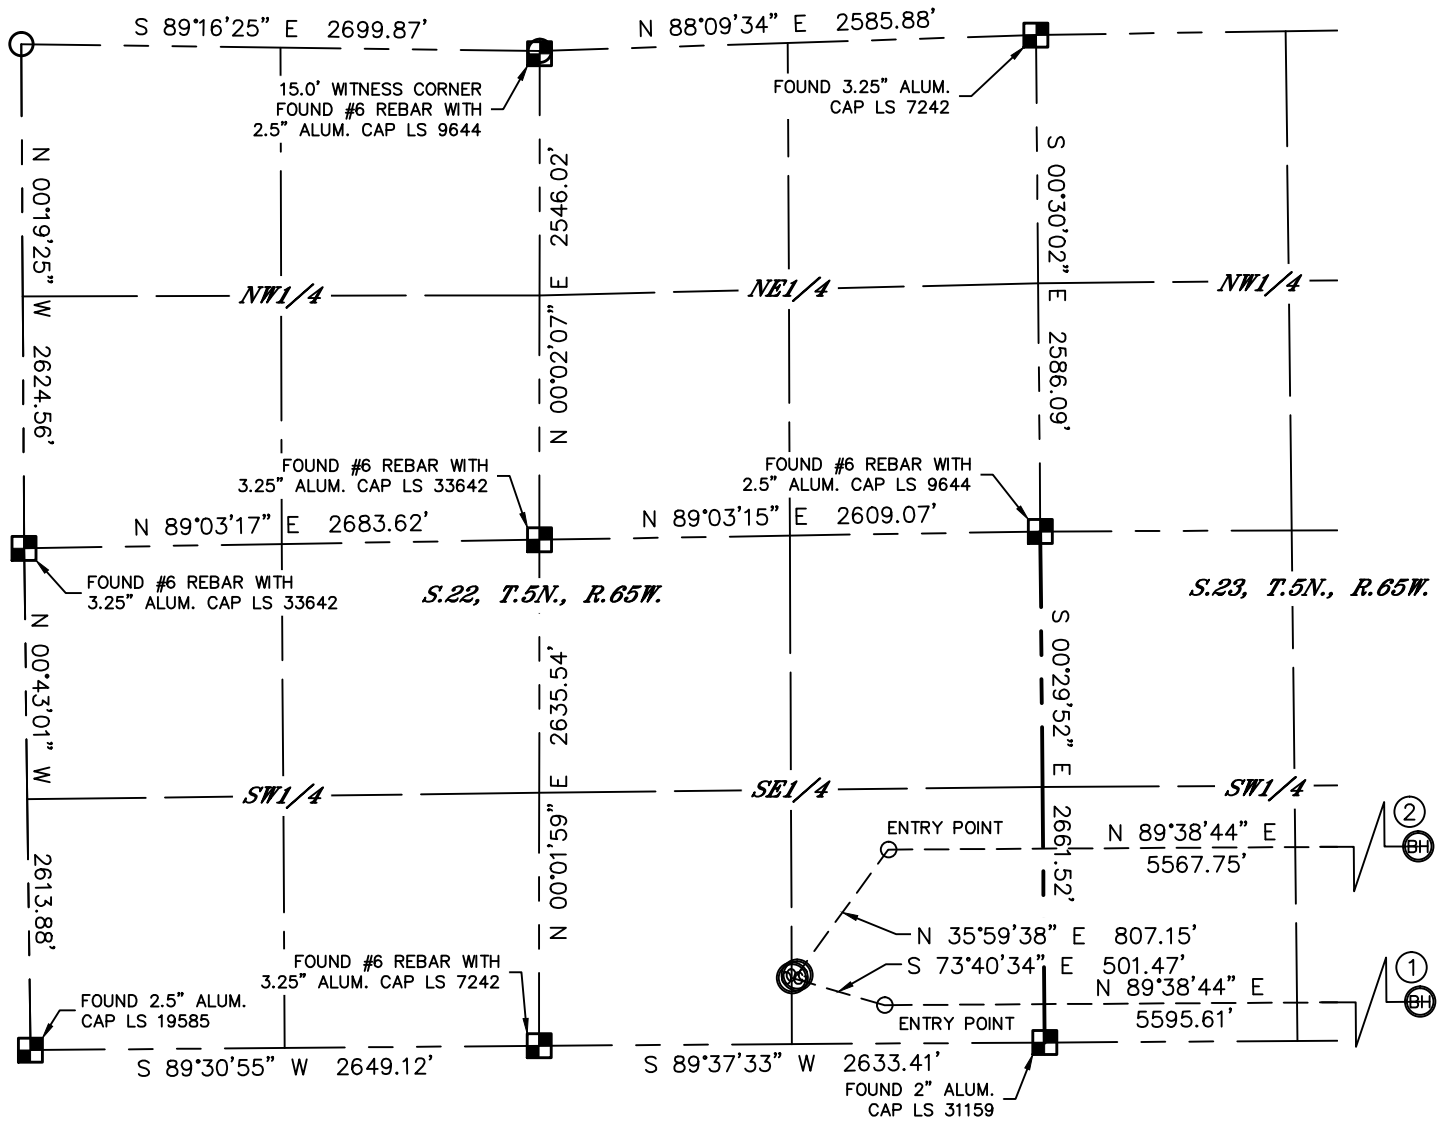 S 89°16'25" E 2699.87'
N 88°09'34" E 2585.88'
15.0' WITNESS CORNER
FOUND #6 REBAR WITH
2.5" ALUM. CAP LS 9644
FOUND 3.25" ALUM.
CAP LS 7242
N 00°19'25" W 2624.56'
N 00°02'07" E 2546.02'
S 00°30'02" E 2586.09'
NW1/4
NE1/4
NW1/4
FOUND #6 REBAR WITH
3.25" ALUM. CAP LS 33642
FOUND #6 REBAR WITH
2.5" ALUM. CAP LS 9644
N 89°03'17" E 2683.62'
N 89°03'15" E 2609.07'
FOUND #6 REBAR WITH
3.25" ALUM. CAP LS 33642
S.22, T.5N., R.65W.
S.23, T.5N., R.65W.
N 00°43'01" W 2613.88'
N 00°01'59" E 2635.54'
S 00°29'52" E 2661.52'
SW1/4
SE1/4
SW1/4
ENTRY POINT
N 89°38'44" E
5567.75'
2
BH
N 35°59'38" E 807.15'
S 73°40'34" E 501.47'
N 89°38'44" E
5595.61'
1
BH
ENTRY POINT
FOUND #6 REBAR WITH
3.25" ALUM. CAP LS 7242
FOUND 2.5" ALUM.
CAP LS 19585
S 89°30'55" W 2649.12'
S 89°37'33" W 2633.41'
FOUND 2" ALUM.
CAP LS 31159